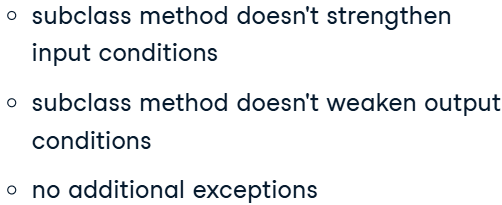 ◦ subclass method doesn't strengthen
input conditions
◦ subclass method doesn't weaken output
conditions
◦ no additional exceptions